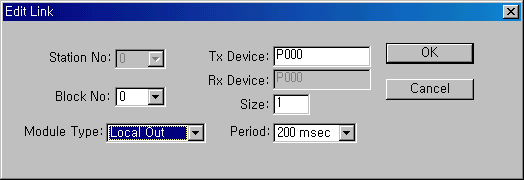 Edit Link
Station No: 0
Tx Device: P000
OK
Rx Device: P000
Block No: 0
Cancel
Size: 1
Module Type: Local Out
Period: 200 msec